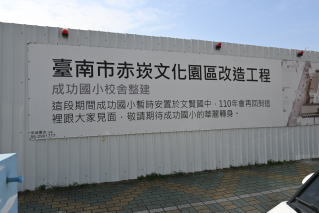 臺南市赤崁文化園區改造工程
成功國小校舍整建
這段期間成功國小暫時安置於文賢國中，110年會再回到這
裡跟大家見面，敬請期待成功國小的華麗轉身。